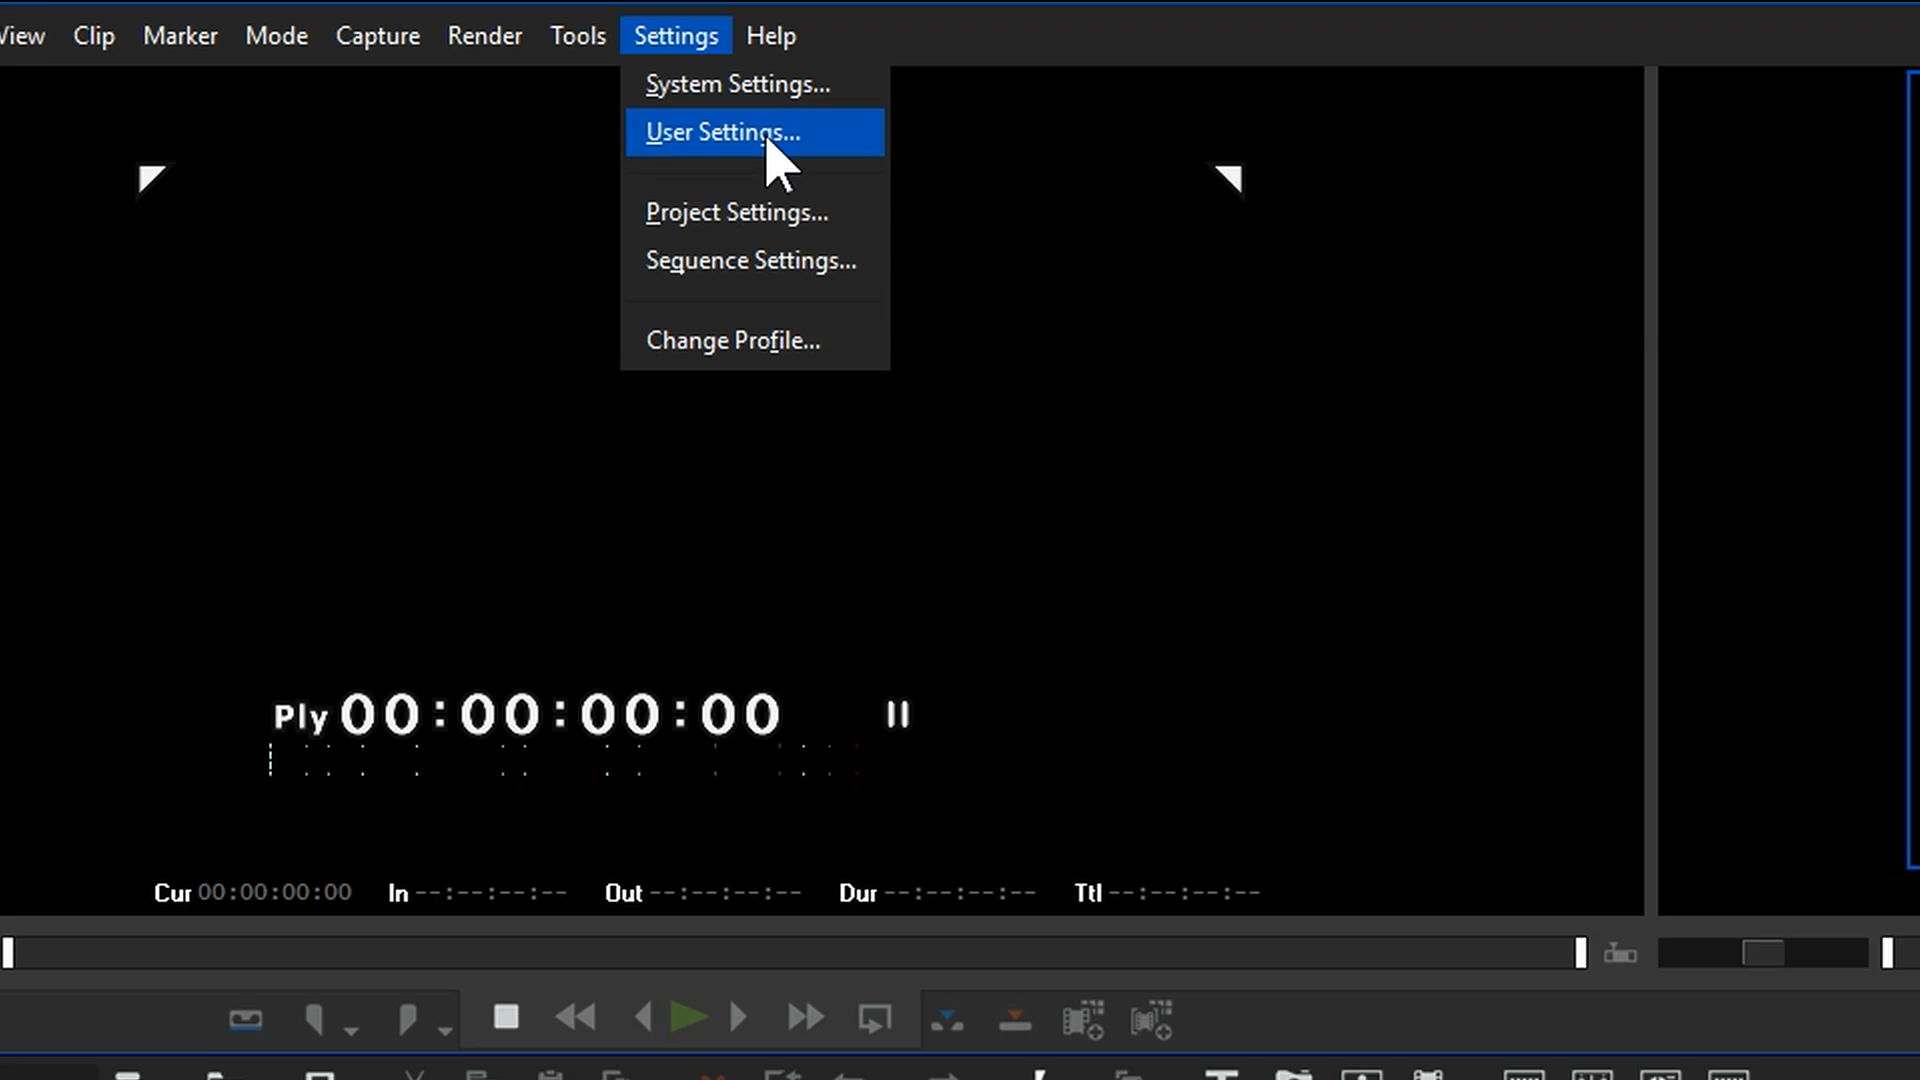 View Clip Marker Mode Capture Render Tools Settings Help
System Settings...
User Settings...
Project Settings...
Sequence Settings...
Change Profile...
Ply 00:00:00:00
Cur 00:00:00:00 In --:--:--:-- Out --:--:--:-- Dur --:--:--:-- Ttl --:--:--:--